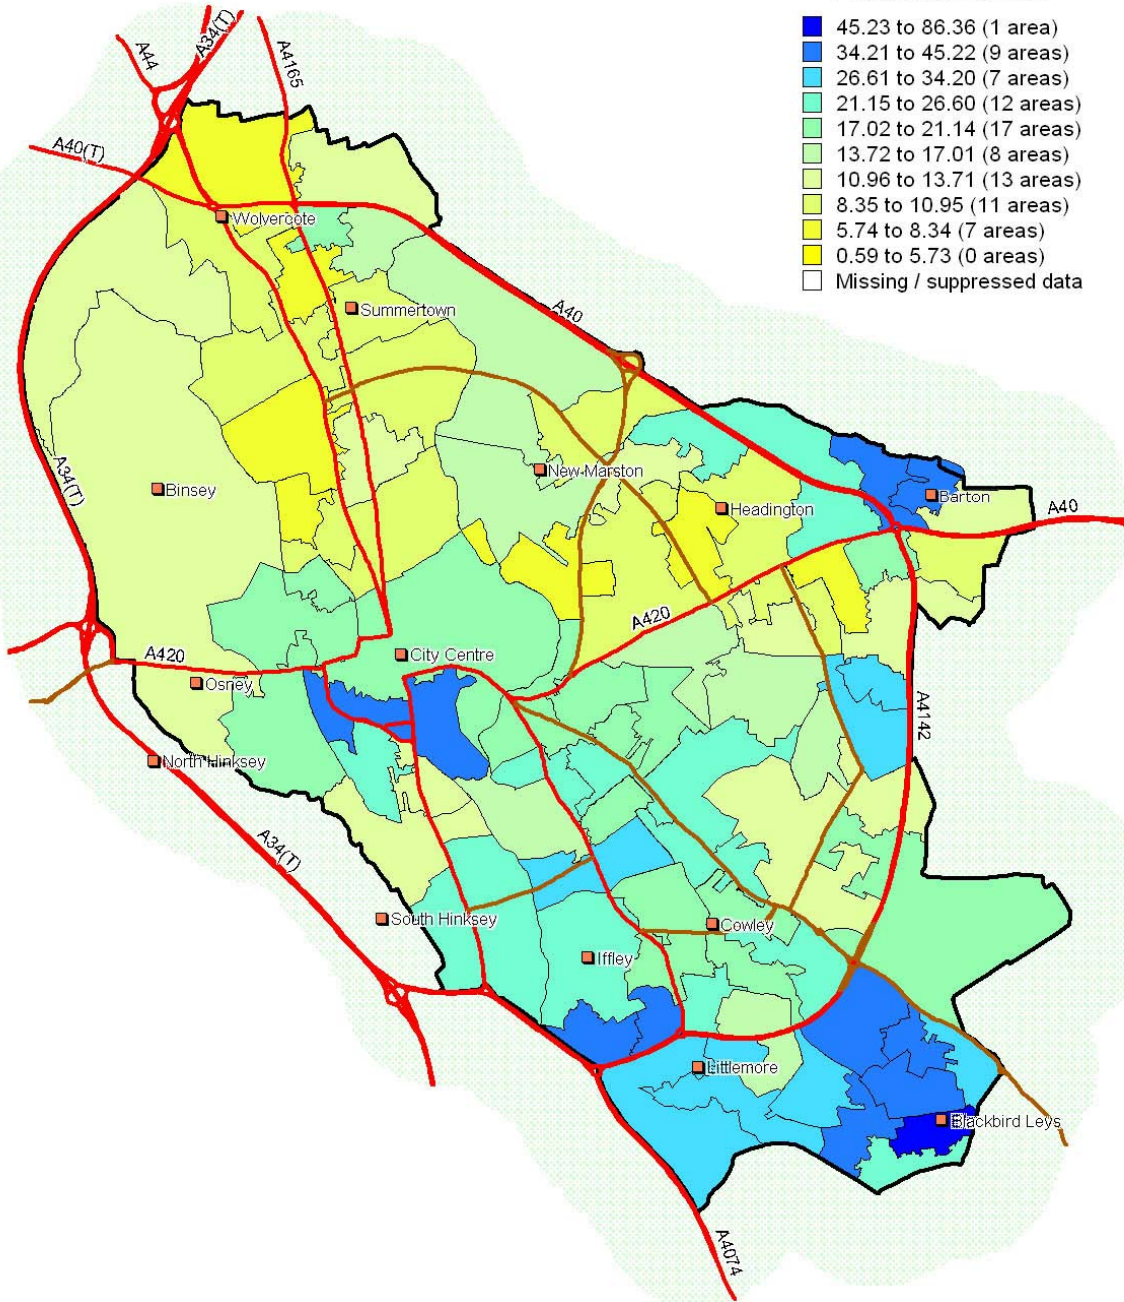 45.23 to 86.36 (1 area)
34.21 to 45.22 (9 areas)
26.61 to 34.20 (7 areas)
21.15 to 26.60 (12 areas)
17.02 to 21.14 (17 areas)
13.72 to 17.01 (8 areas)
10.96 to 13.71 (13 areas)
8.35 to 10.95 (11 areas)
5.74 to 8.34 (7 areas)
0.59 to 5.73 (0 areas)
Missing / suppressed data
A44
A34(T)
A4165
A40(T)
Wolvercote
Summertown
A40
A34(T)
Binsey
New Marston
Headington
Barton
A40
A420
A420
City Centre
Osney
A4142
North Hinksey
A34(T)
South Hinksey
Cowley
Iffley
Littlemore
Blackbird Leys
A4074